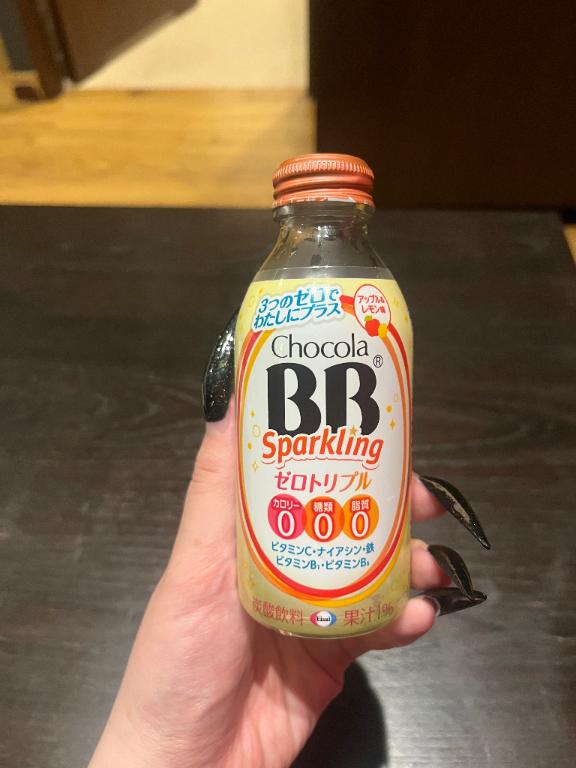 3つのゼロで
わたしにプラス
アップル&
レモン味
Chocola
BB®
Sparkling
ゼロトリプル
カロリー 糖類 脂質
0 0 0
ビタミンC・ナイアシン・鉄
ビタミンB₁・ビタミンB₆
炭酸飲料 Eisai 果汁1%